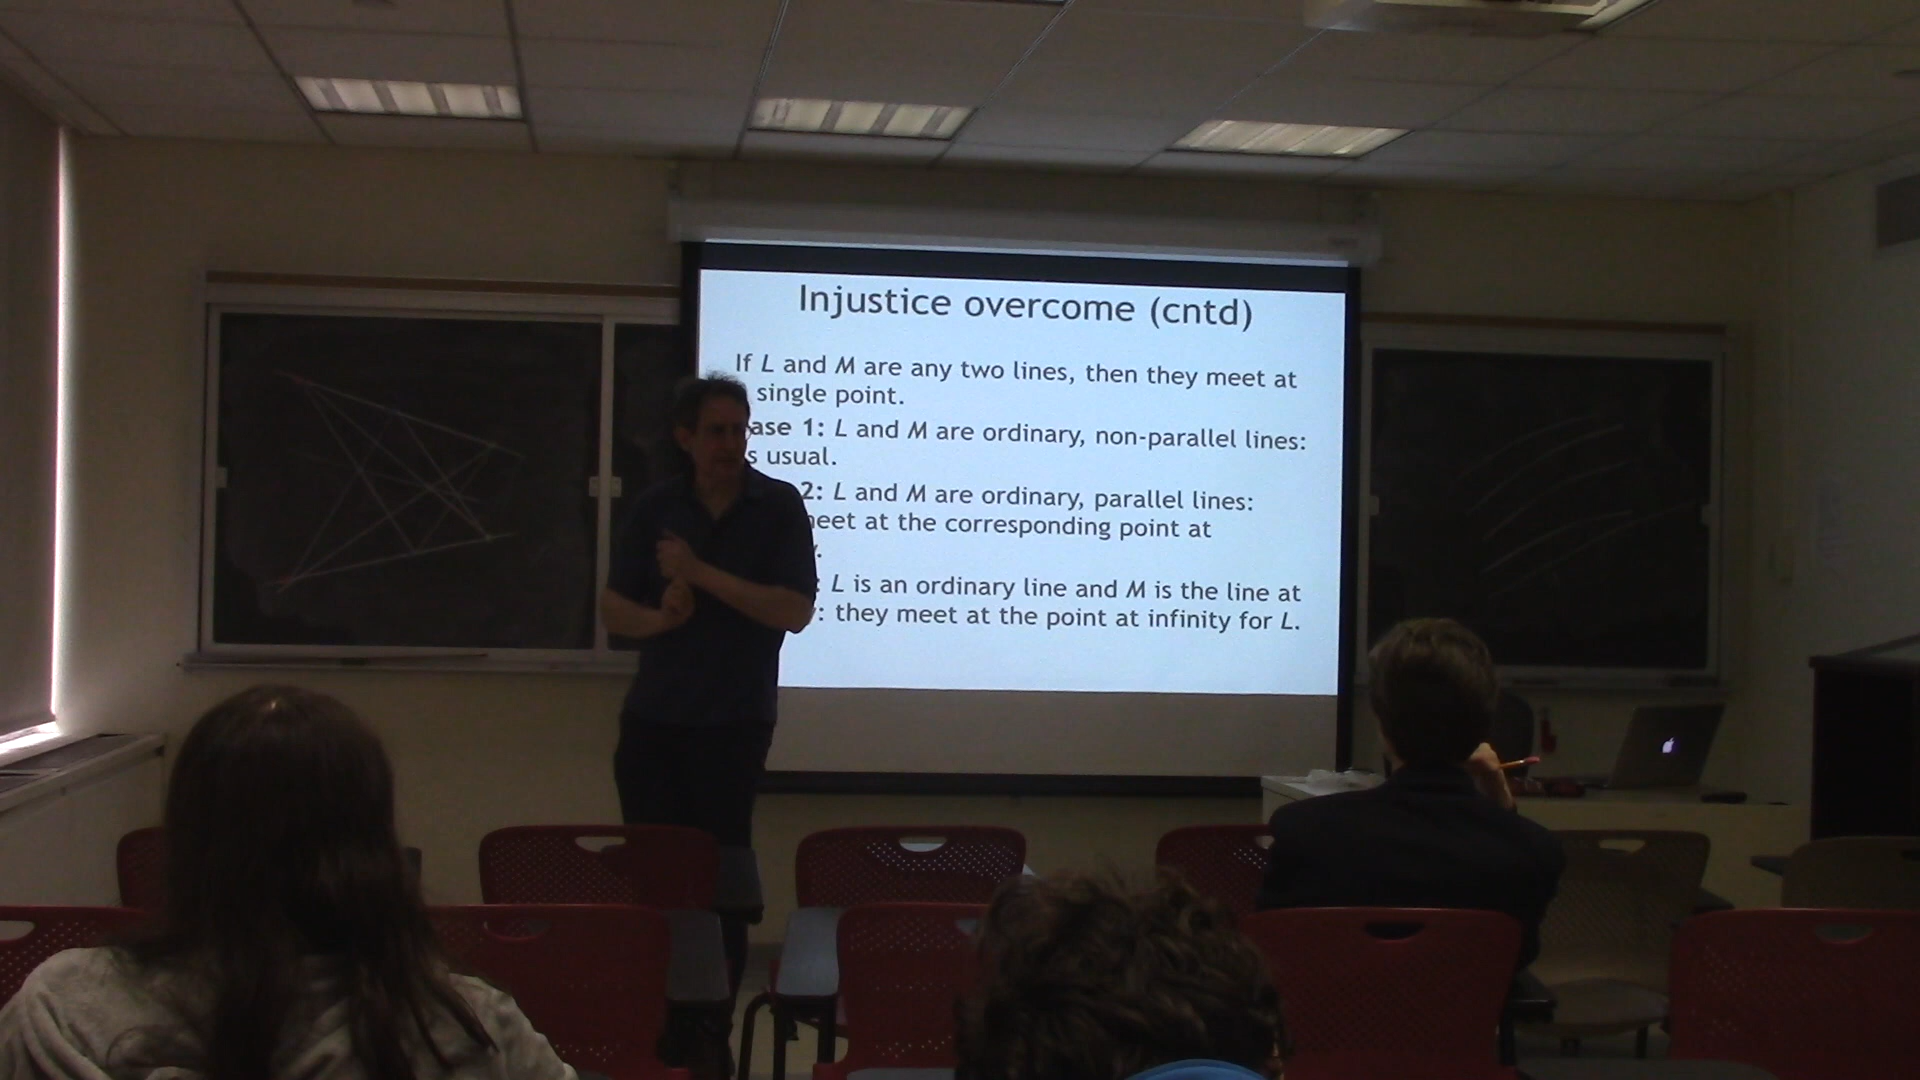 Injustice overcome (cntd)
If L and M are any two lines, then they meet at
single point.
1: L and M are ordinary, non-parallel lines:
usual.
2: L and M are ordinary, parallel lines:
at the corresponding point at
L is an ordinary line and M is the line at
they meet at the point at infinity for L.